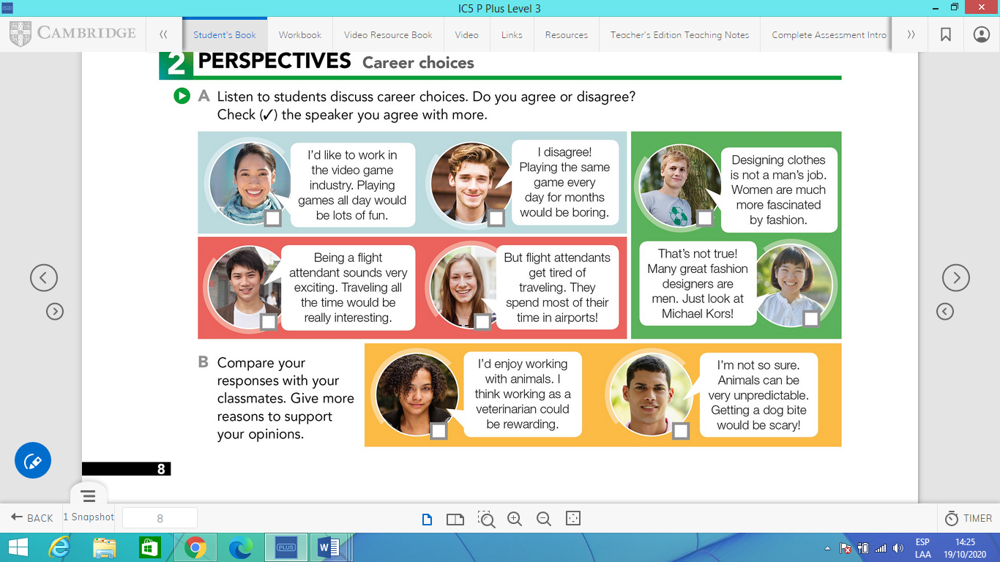 IC5 P Plus Level 3
CAMBRIDGE
Student's Book
Workbook
Video Resource Book
Video
Links
Resources
Teacher's Edition Teaching Notes
Complete Assessment Intro
2 PERSPECTIVES Career choices
A Listen to students discuss career choices. Do you agree or disagree?
Check (✓) the speaker you agree with more.
I'd like to work in
the video game
industry. Playing
games all day would
be lots of fun.
I disagree!
Playing the same
game every
day for months
would be boring.
Designing clothes
is not a man's job.
Women are much
more fascinated
by fashion.
That's not true!
Many great fashion
designers are
men. Just look at
Michael Kors!
Being a flight
attendant sounds very
exciting. Traveling all
the time would be
really interesting.
But flight attendants
get tired of
traveling. They
spend most of their
time in airports!
B Compare your
responses with your
classmates. Give more
reasons to support
your opinions.
I'd enjoy working
with animals. I
think working as a
veterinarian could
be rewarding.
I'm not so sure.
Animals can be
very unpredictable.
Getting a dog bite
would be scary!
8
BACK
1 Snapshot
8
TIMER
PLUS
ESP
LAA
14:25
19/10/2020